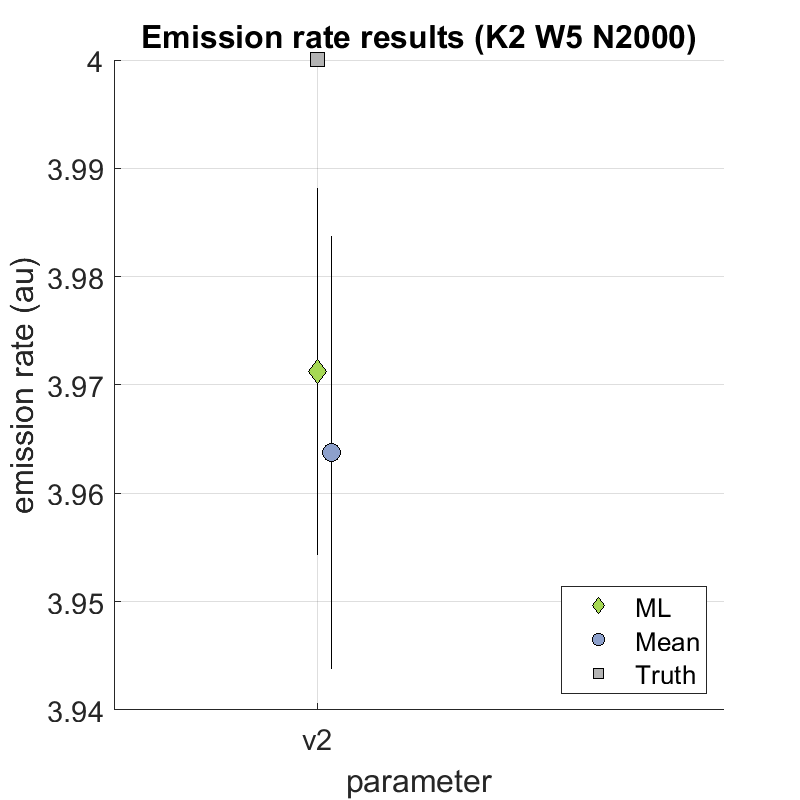 Emission rate results (K2 W5 N2000)
4
3.99
3.98
3.97
3.96
3.95
3.94
emission rate (au)
v2
parameter
ML
Mean
Truth